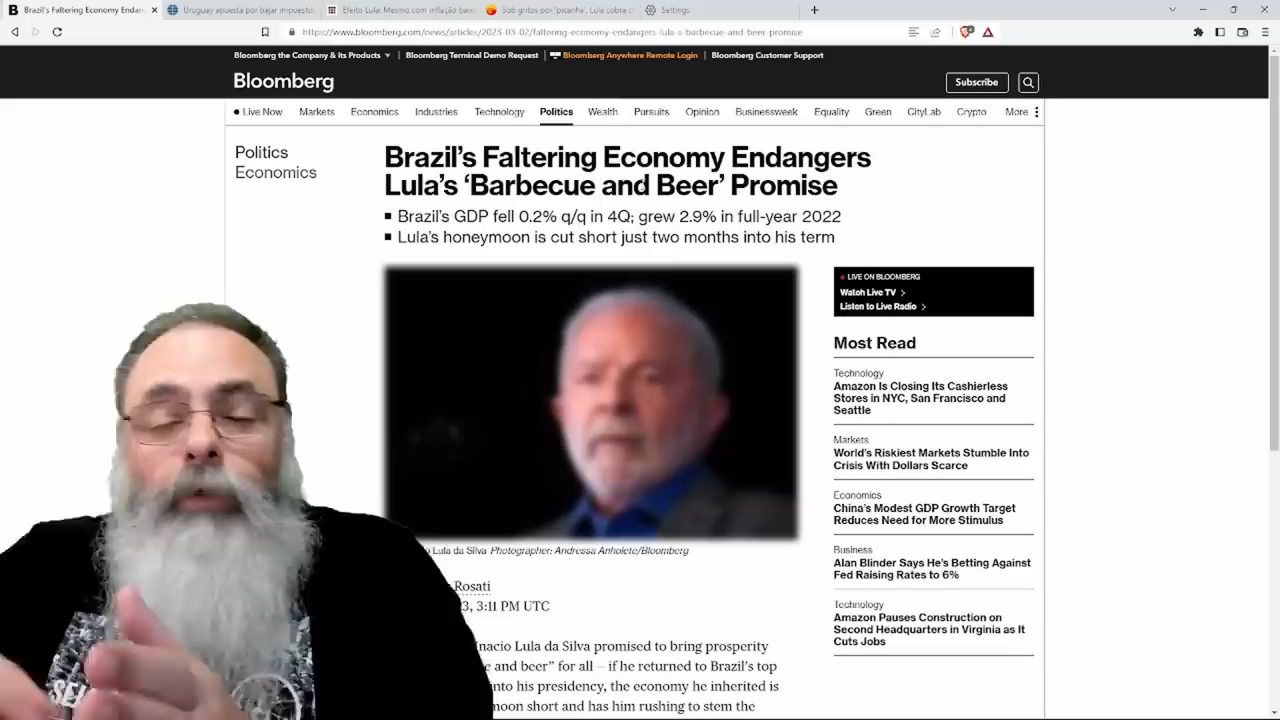 Brazil's Faltering Economy Endang
Uruguay apuesta por bajar impuestos
Efeito Lula: Mesmo com inflação baix
Sob gritos por 'picanha', Lula cobra c
Settings
https://www.bloomberg.com/news/articles/2023-03-02/faltering-economy-endangers-lula-s-barbecue-and-beer-promise
Bloomberg the Company & Its Products
Bloomberg Terminal Demo Request
Bloomberg Anywhere Remote Login
Bloomberg Customer Support
Bloomberg
Subscribe
Live Now Markets Economics Industries Technology Politics Wealth Pursuits Opinion Businessweek Equality Green CityLab Crypto More
Politics
Economics
Brazil's Faltering Economy Endangers
Lula's 'Barbecue and Beer' Promise
Brazil's GDP fell 0.2% q/q in 4Q; grew 2.9% in full-year 2022
Lula's honeymoon is cut short just two months into his term
LIVE ON BLOOMBERG
Watch Live TV
Listen to Live Radio
Most Read
Technology
Amazon Is Closing Its Cashierless
Stores in NYC, San Francisco and
Seattle
Markets
World's Riskiest Markets Stumble Into
Crisis With Dollars Scarce
Economics
China's Modest GDP Growth Target
Reduces Need for More Stimulus
Business
Alan Blinder Says He's Betting Against
Fed Raising Rates to 6%
Technology
Amazon Pauses Construction on
Second Headquarters in Virginia as It
Cuts Jobs
Lula da Silva Photographer: Andressa Anholete/Bloomberg
Rosati
3, 3:11 PM UTC
nacio Lula da Silva promised to bring prosperity
e and beer" for all – if he returned to Brazil's top
nto his presidency, the economy he inherited is
moon short and has him rushing to stem the